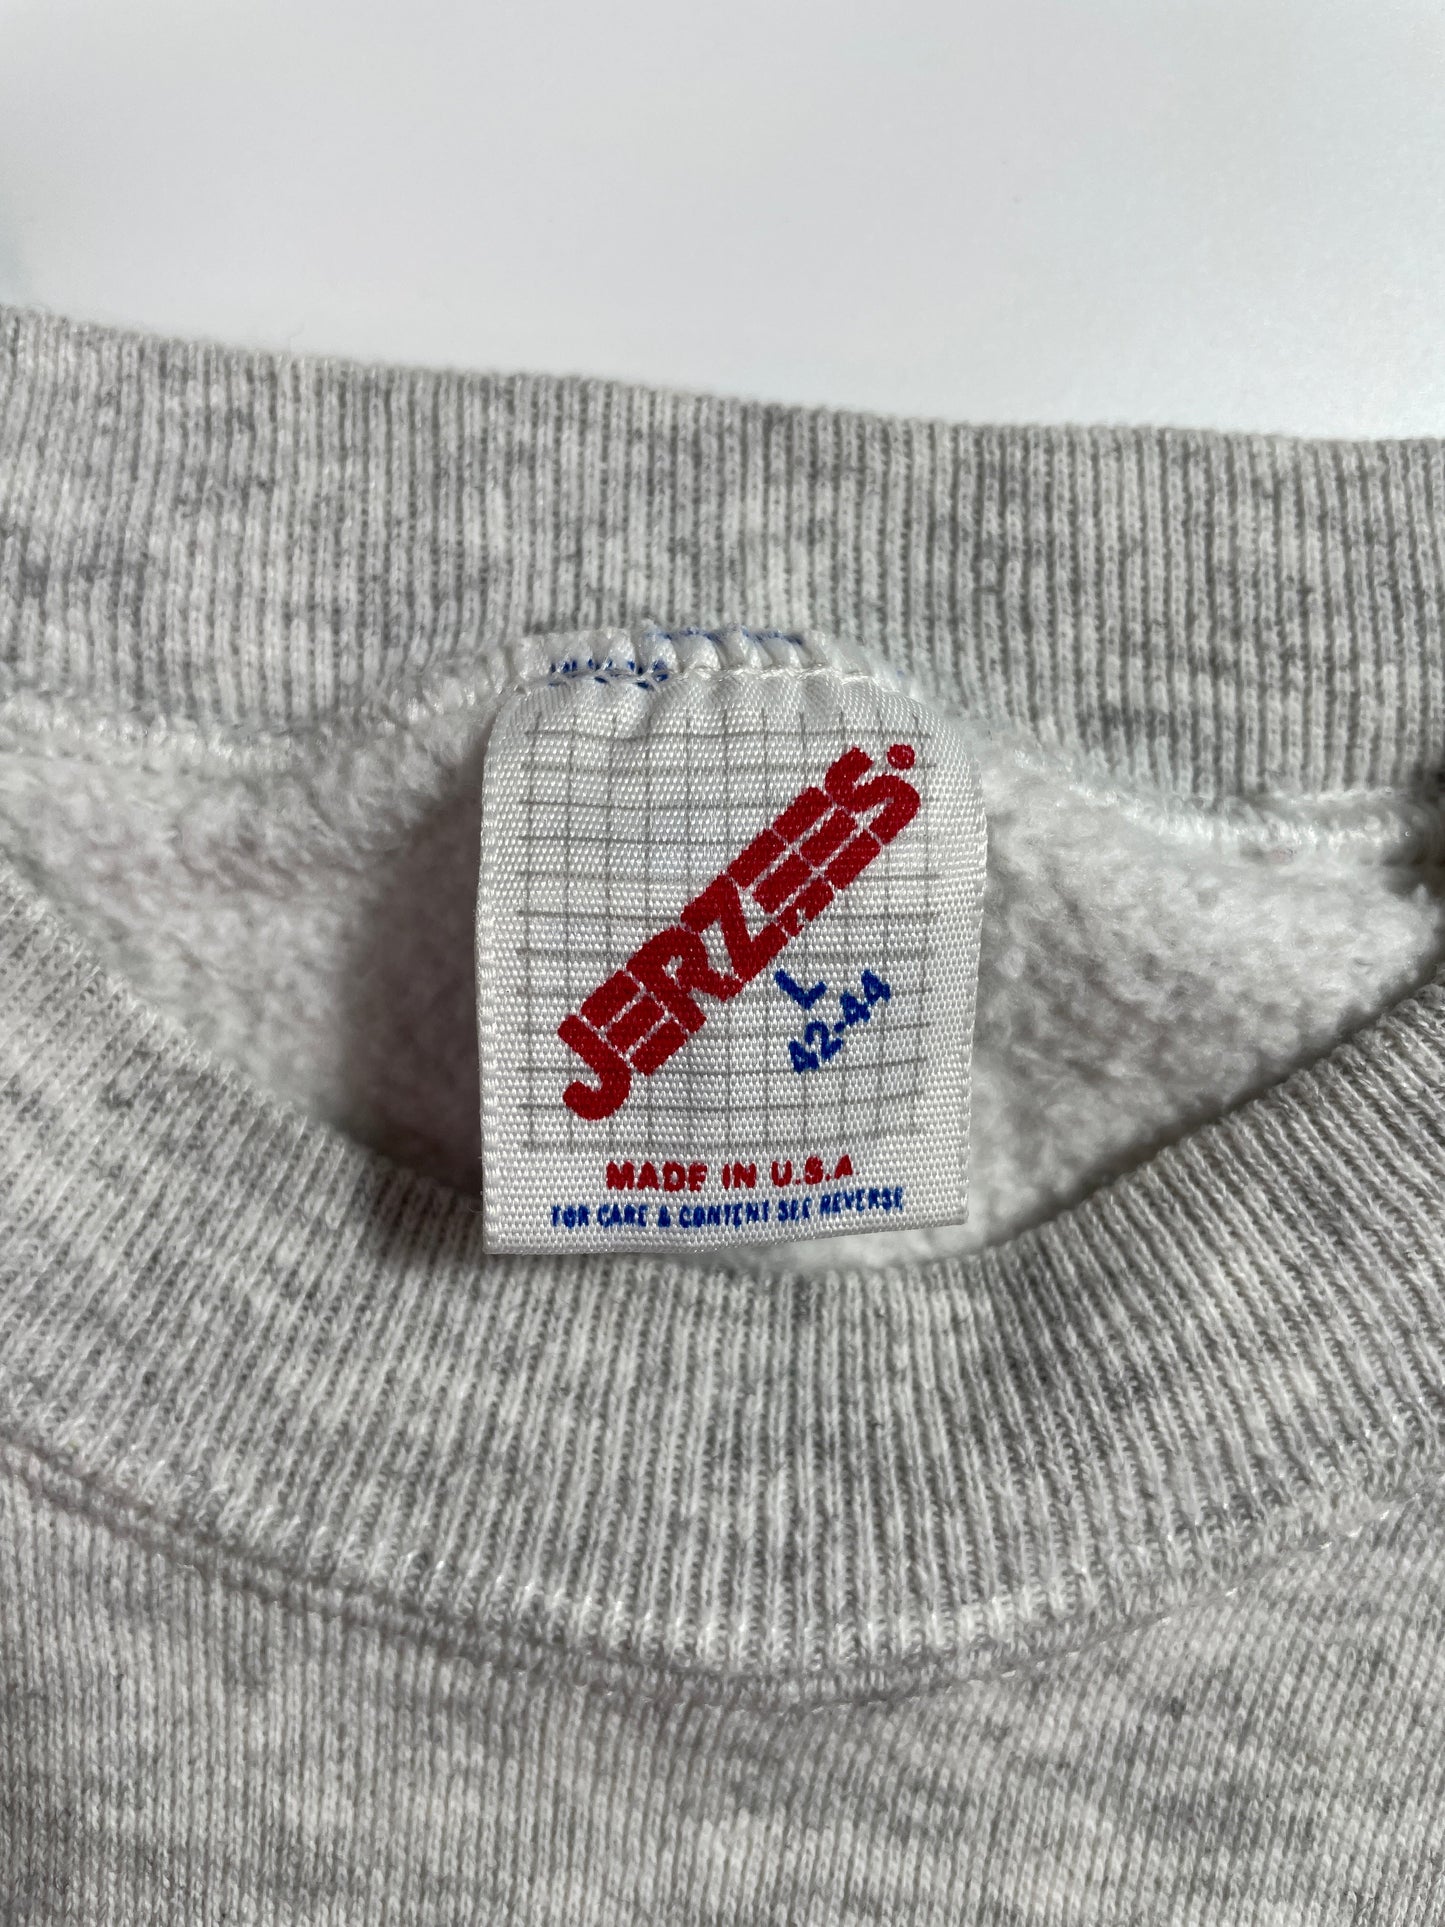 JERZEES.
L
42-44
MADE IN U.S.A
FOR CARE & CONTENT SEE REVERSE